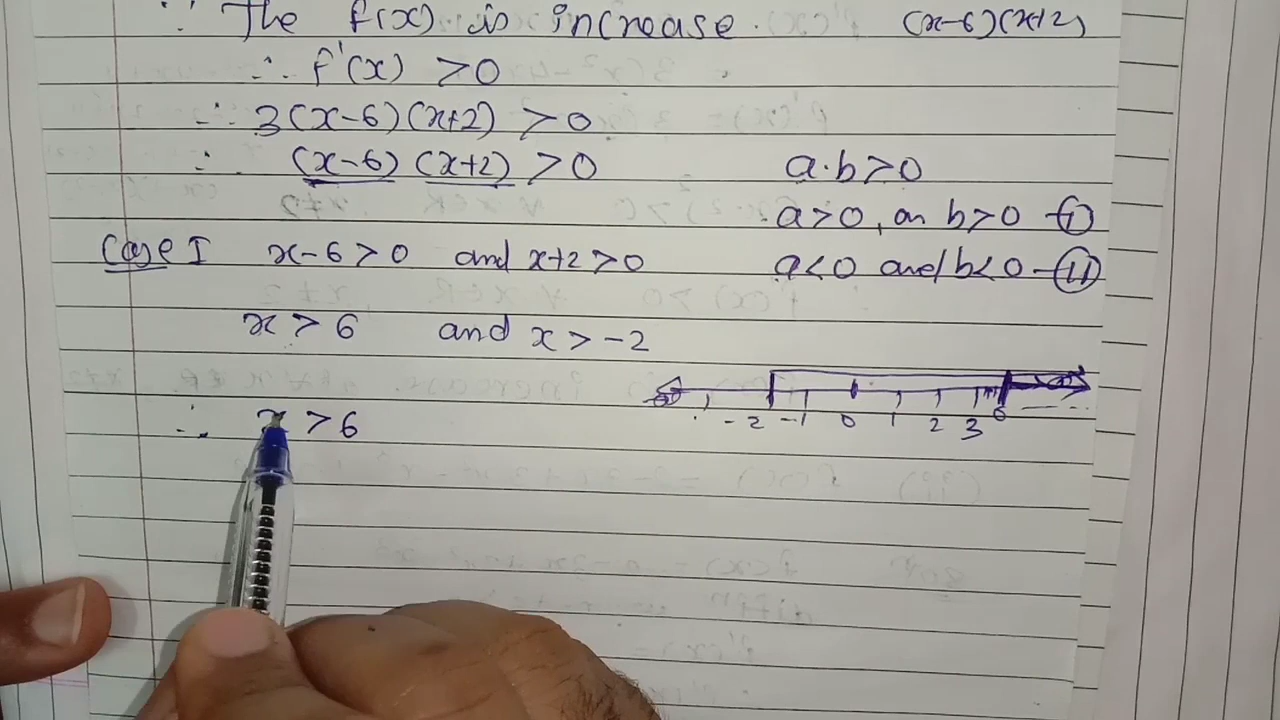 ∵ The f(x) is increase. (x-6)(x+2)
∴ f'(x) >0
∴ 3(x-6)(x+2) >0
∴ (x-6) (x+2) >0 a·b>0
a>0, an b>0 -(I)
Case I x-6>0 and x+2>0 a<0 and b<0 -(II)
x > 6 and x > -2
-2 -1 0 1 2 3 6
∴ x > 6